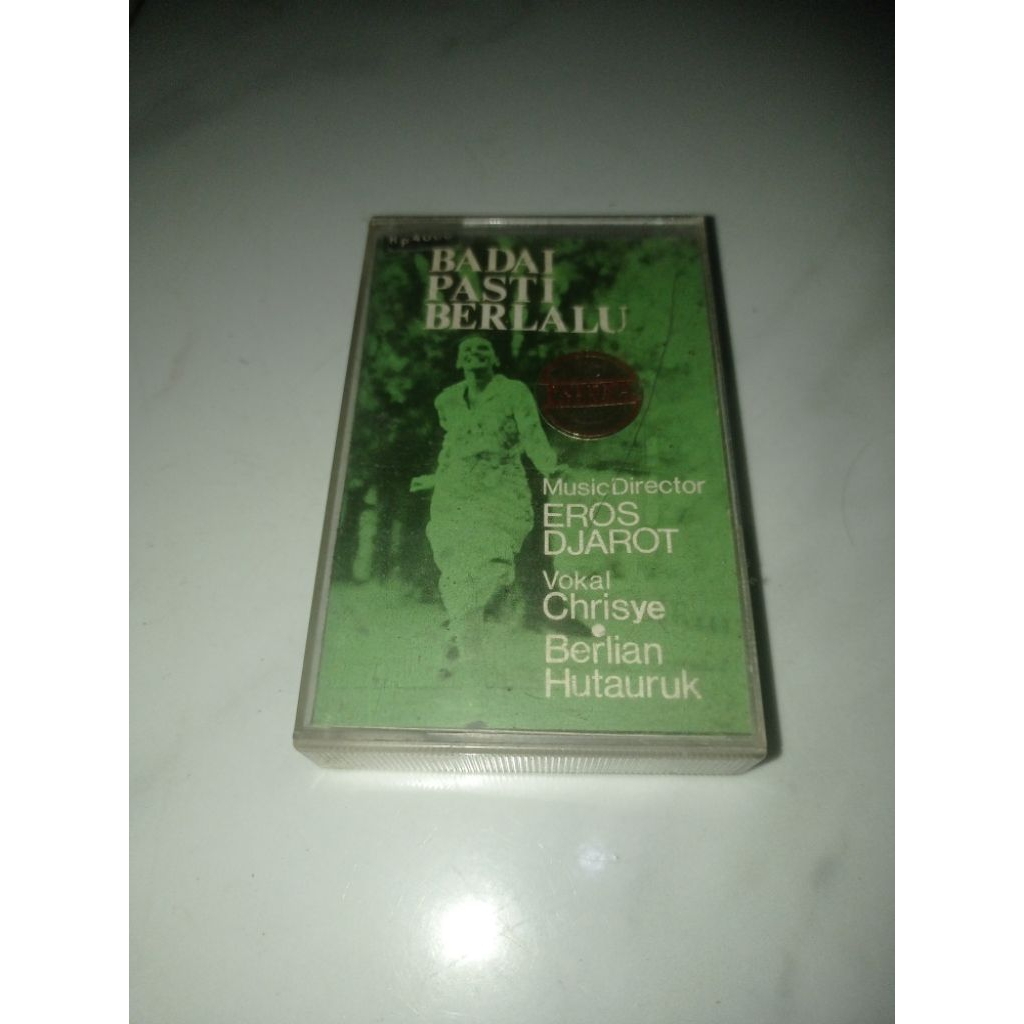 BADAI
PASTI
BERLALU
Music Director
EROS
DJAROT
Vokal
Chrisye
Berlian
Hutauruk